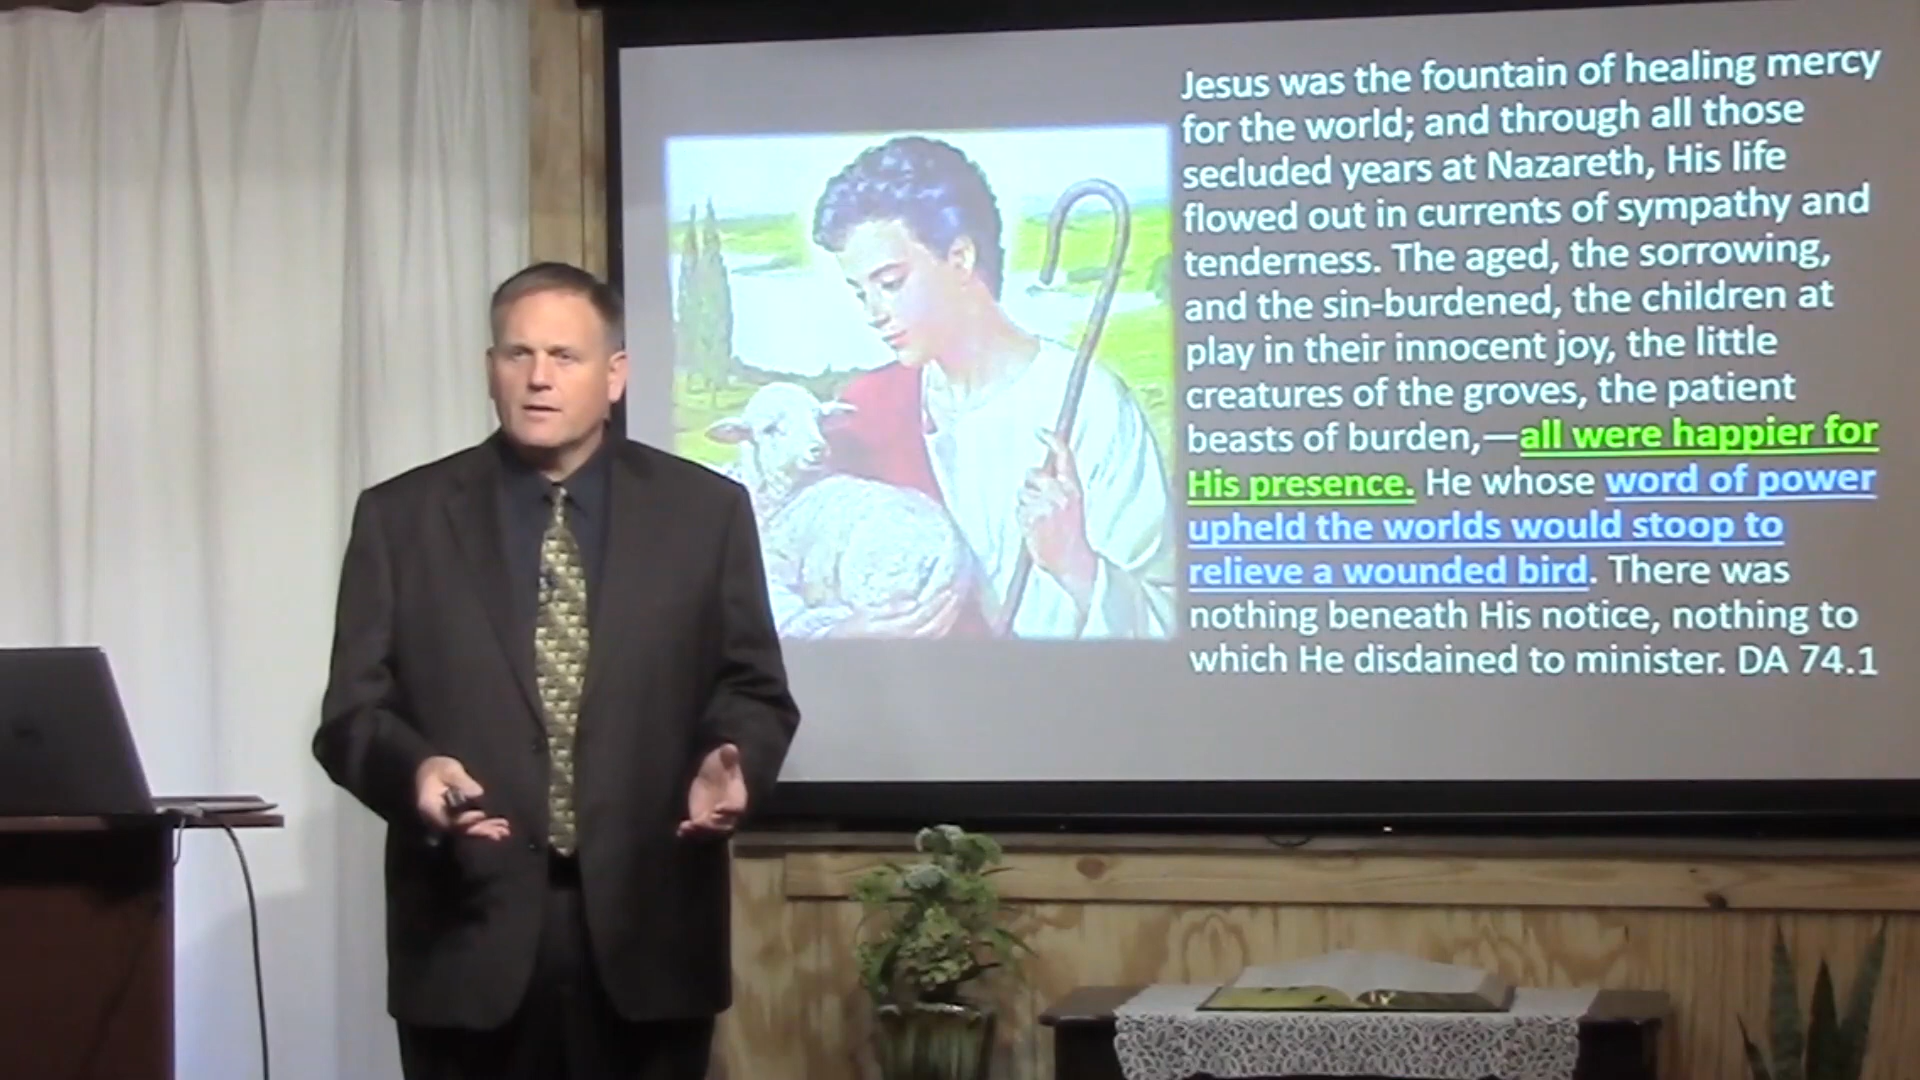 Jesus was the fountain of healing mercy
for the world; and through all those
secluded years at Nazareth, His life
flowed out in currents of sympathy and
tenderness. The aged, the sorrowing,
and the sin-burdened, the children at
play in their innocent joy, the little
creatures of the groves, the patient
beasts of burden,—all were happier for
His presence. He whose word of power
upheld the worlds would stoop to
relieve a wounded bird. There was
nothing beneath His notice, nothing to
which He disdained to minister. DA 74.1